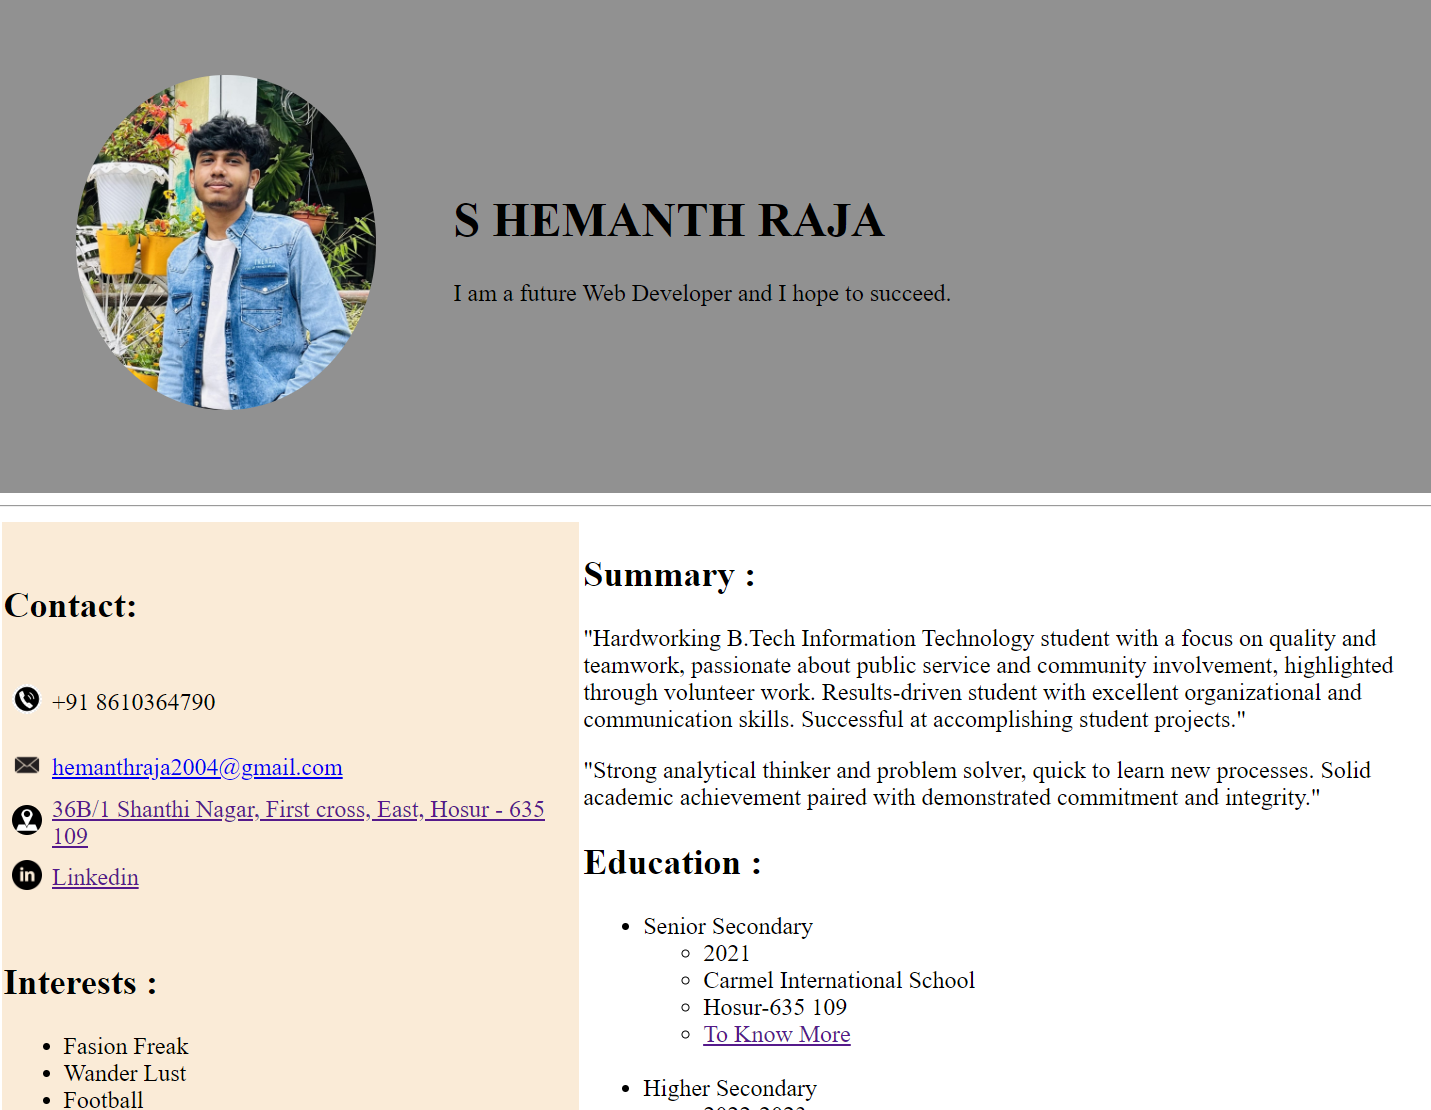 S HEMANTH RAJA
I am a future Web Developer and I hope to succeed.
Contact:
+91 8610364790
hemanthraja2004@gmail.com
36B/1 Shanthi Nagar, First cross, East, Hosur - 635
109
in
Linkedin
Interests :
Fasion Freak
Wander Lust
Football
Summary :
"Hardworking B.Tech Information Technology student with a focus on quality and
teamwork, passionate about public service and community involvement, highlighted
through volunteer work. Results-driven student with excellent organizational and
communication skills. Successful at accomplishing student projects."
"Strong analytical thinker and problem solver, quick to learn new processes. Solid
academic achievement paired with demonstrated commitment and integrity."
Education :
Senior Secondary
2021
Carmel International School
Hosur-635 109
To Know More
Higher Secondary